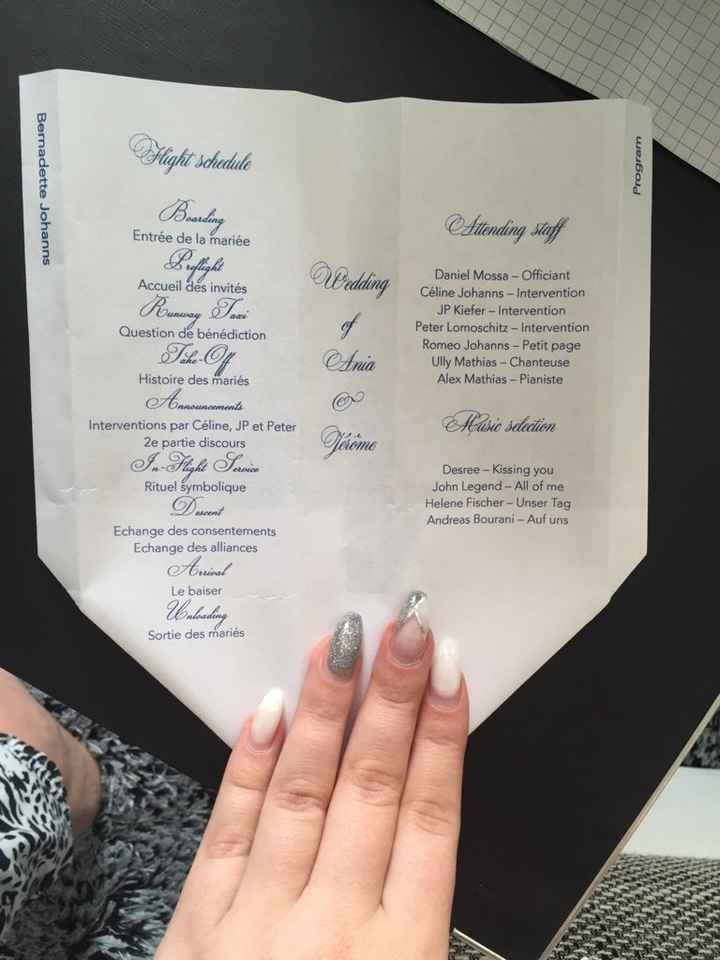 Bernadette Johanns
Flight schedule
Boarding
Entrée de la mariée
Preflight
Accueil des invités
Runway Taxi
Question de bénédiction
Take-Off
Histoire des mariés
Announcements
Interventions par Céline, JP et Peter
2e partie discours
In-Flight Service
Rituel symbolique
Descent
Echange des consentements
Echange des alliances
Arrival
Le baiser
Unloading
Sortie des mariés
Wedding
of
Ania
&
Jérôme
Attending staff
Daniel Mossa – Officiant
Céline Johanns – Intervention
JP Kiefer – Intervention
Peter Lomoschitz – Intervention
Romeo Johanns – Petit page
Ully Mathias – Chanteuse
Alex Mathias – Pianiste
Music selection
Desree – Kissing you
John Legend – All of me
Helene Fischer – Unser Tag
Andreas Bourani – Auf uns
Program